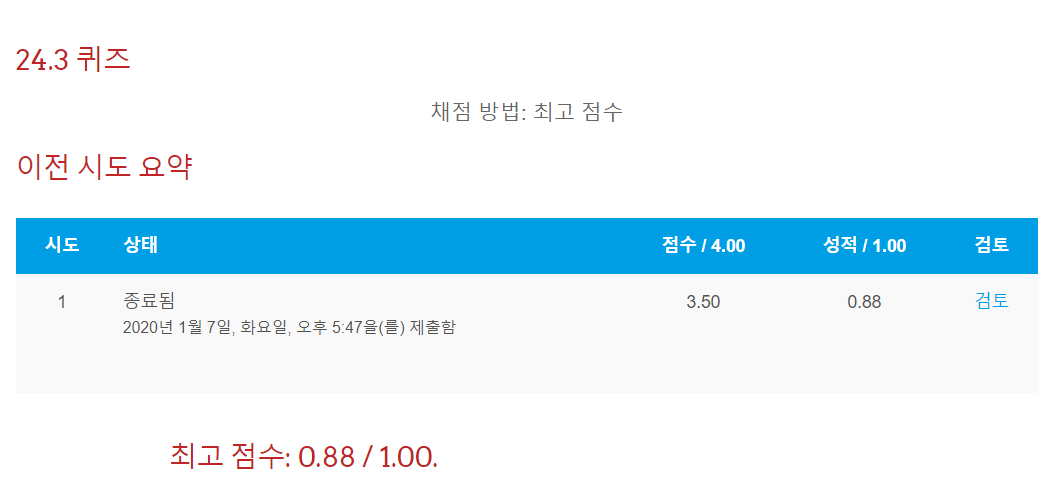 24.3 퀴즈
채점 방법: 최고 점수
이전 시도 요약
시도 상태 점수 / 4.00 성적 / 1.00 검토
1 종료됨 3.50 0.88 검토
2020년 1월 7일, 화요일, 오후 5:47을(를) 제출함
최고 점수: 0.88 / 1.00.